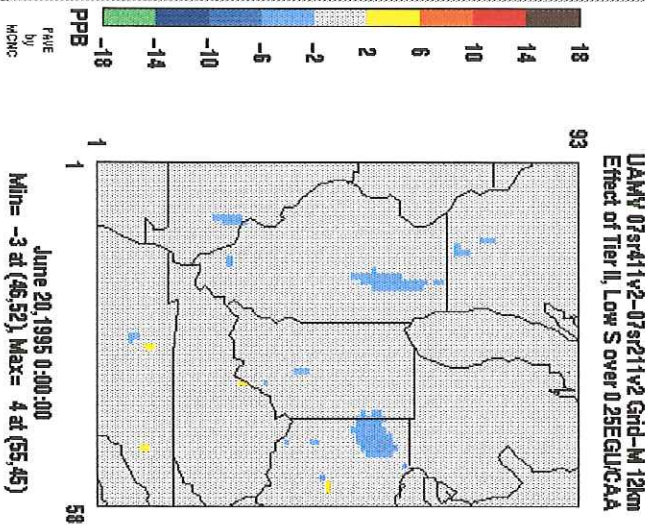 UAMV 07sr411v2-07sr211v2 Grid-M 12km
Effect of Tier II, Low S over 0.25EGU/CAA
18
14
10
6
2
-2
-6
-10
-14
-18
PPB
PAVE
by
MCNC
93
1
1
58
June 20,1995 0:00:00
Min= -3 at (46,52), Max= 4 at (55,45)